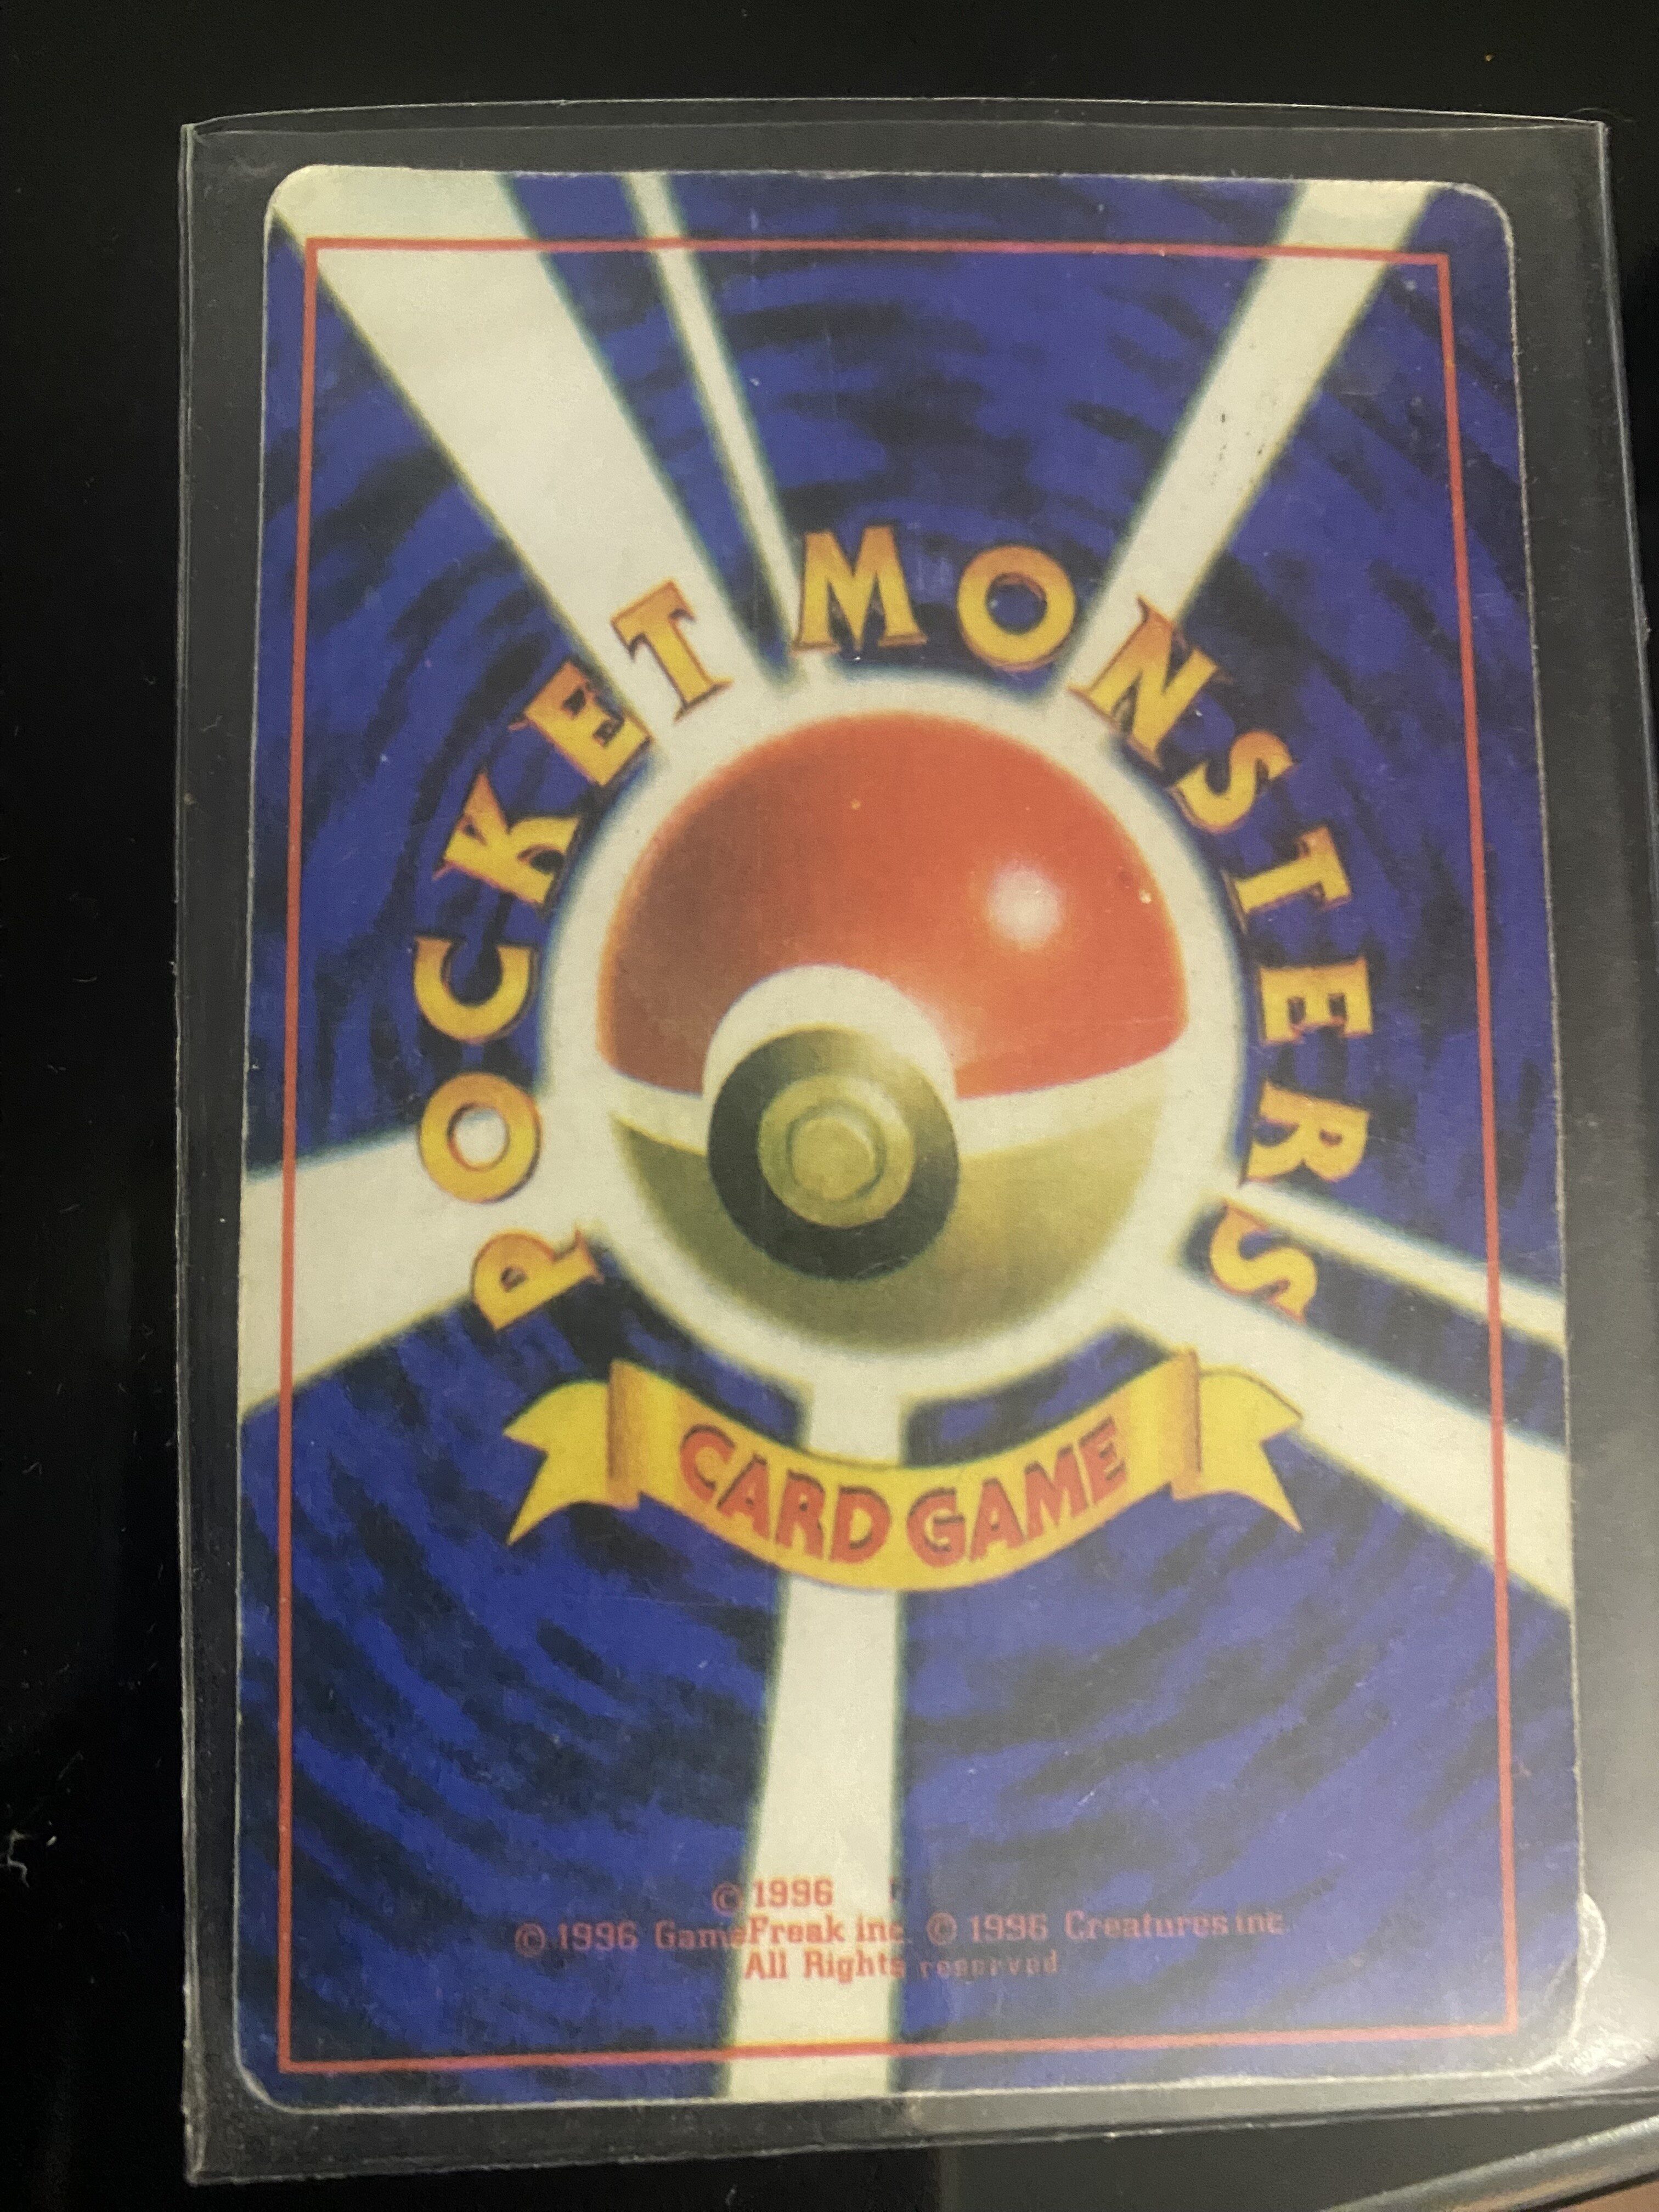 POCKET MONSTERS
CARD GAME
© 1996
© 1996 GameFreak inc. © 1996 Creatures inc.
All Rights reserved